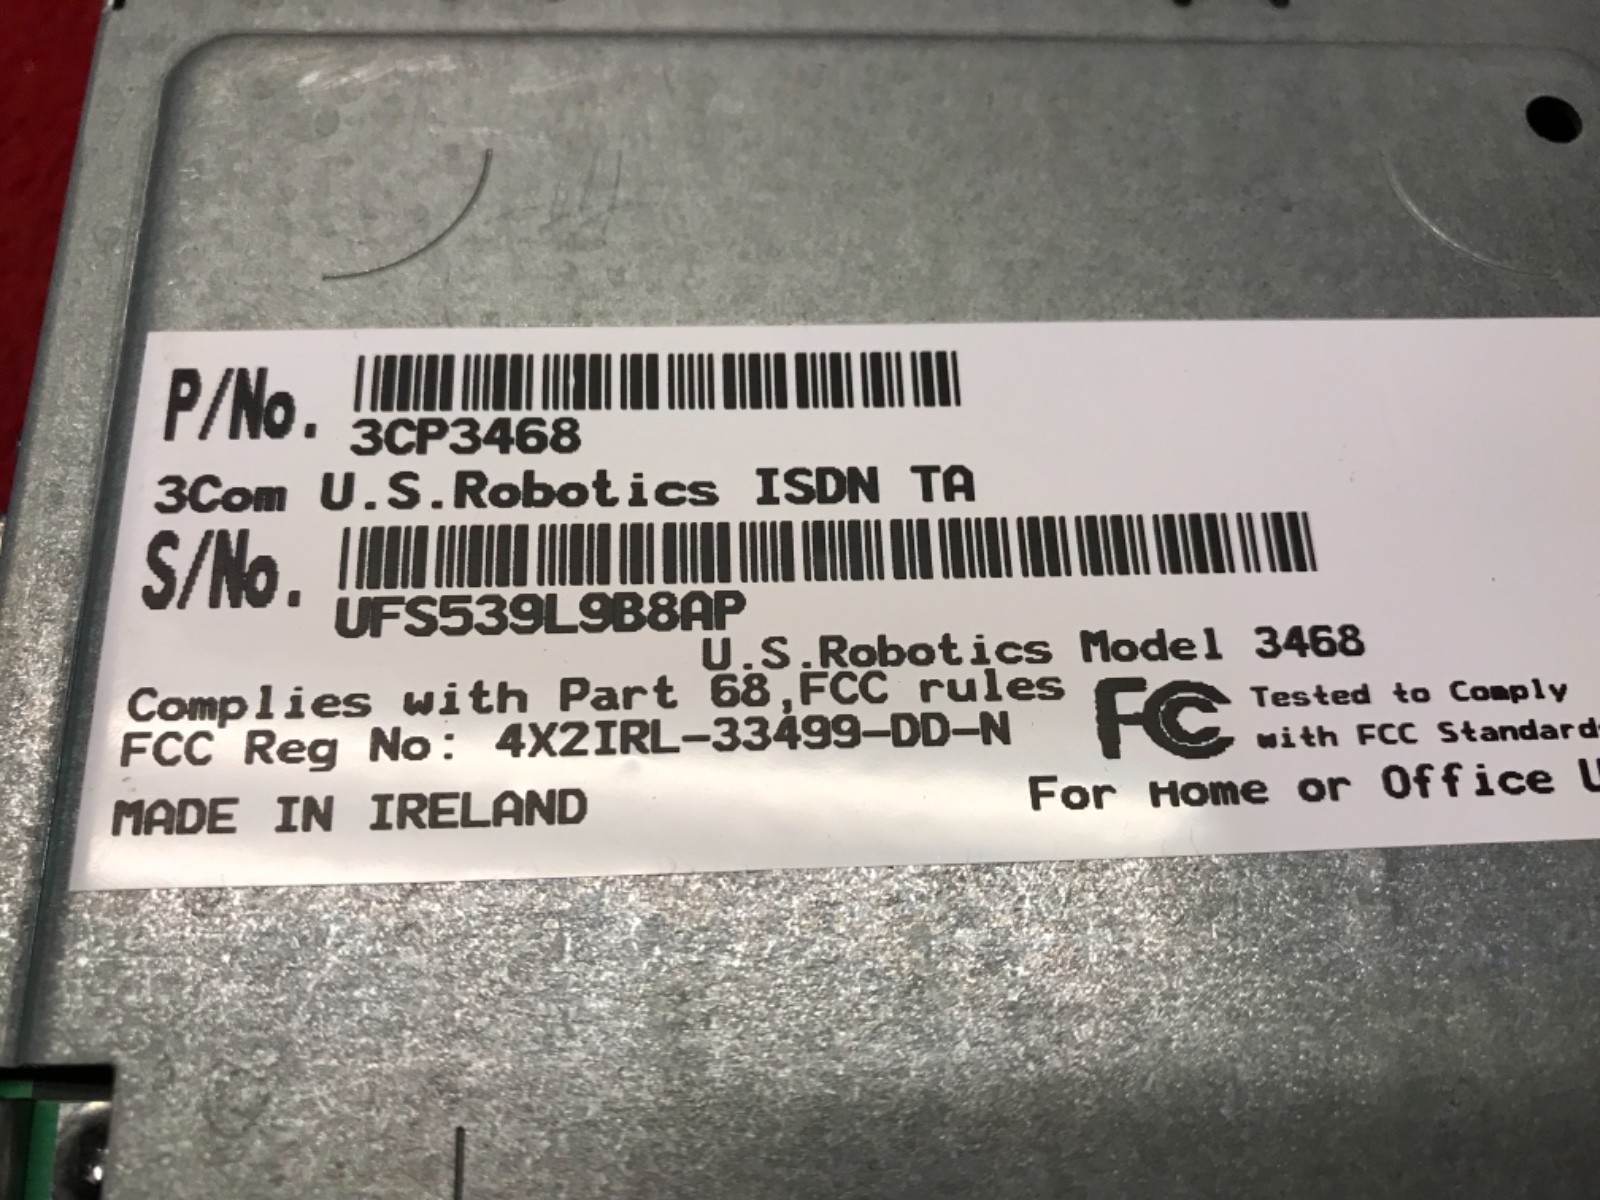 P/No.
3CP3468
3Com U.S.Robotics ISDN TA
S/No.
UFS539L9B8AP
U.S.Robotics Model 3468
Complies with Part 68,FCC rules
FCC Reg No: 4X2IRL-33499-DD-N
FC Tested to Comply
with FCC Standard
MADE IN IRELAND
For Home or Office U